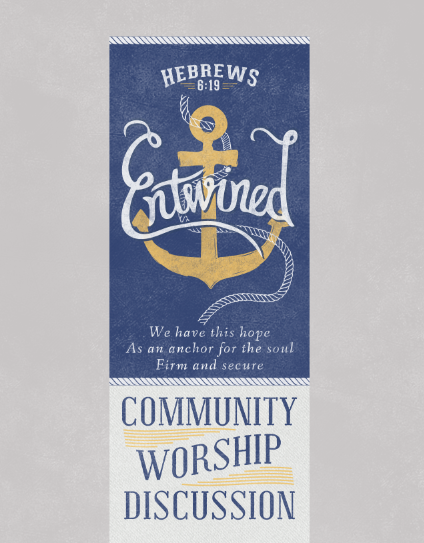 HEBREWS
6:19
Entwined
We have this hope
As an anchor for the soul
Firm and secure
COMMUNITY
WORSHIP
DISCUSSION